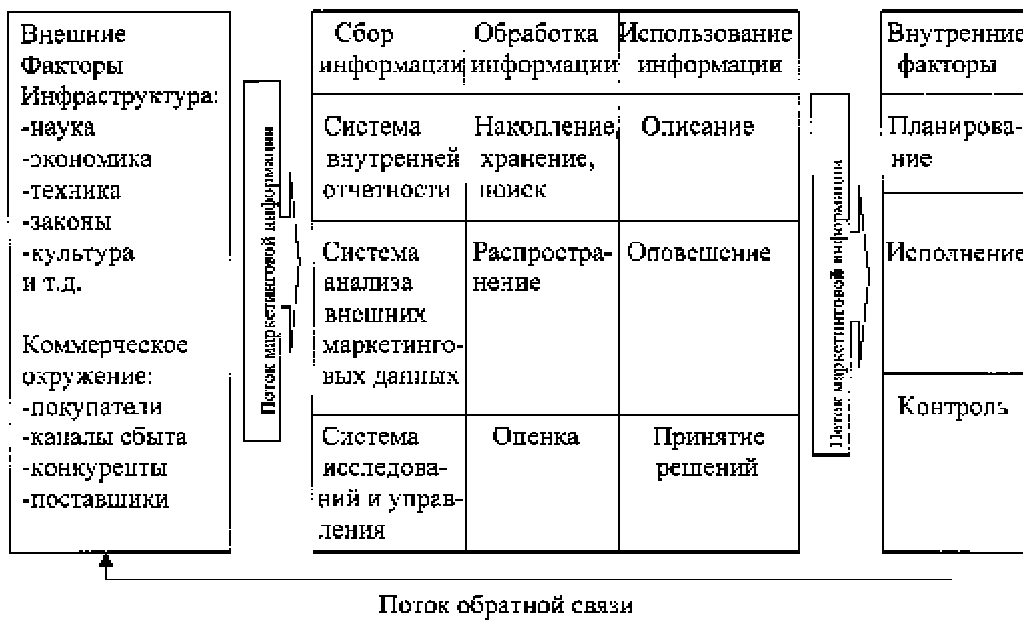 Внешние
Факторы
Инфраструктура:
-наука
-экономика
-техника
-законы
-культура
и т.д.
Коммерческое
окружение:
-покупатели
-каналы сбыта
-конкуренты
-поставшики
Поток маркетинговой информации
Сбор
информации
Обработка
информации
Использование
информации
Система
внутренней
отчетности
Накопление,
хранение,
поиск
Описание
Система
анализа
внешних
маркетинго-
вых данных
Распростра-
нение
Оповешение
Система
исследова-
ний и управ-
ления
Оценка
Принятие
решений
Поток маркетинговой информации
Внутренние
факторы
Планирова-
ние
Исполнение
Контроль
Поток обратной связи